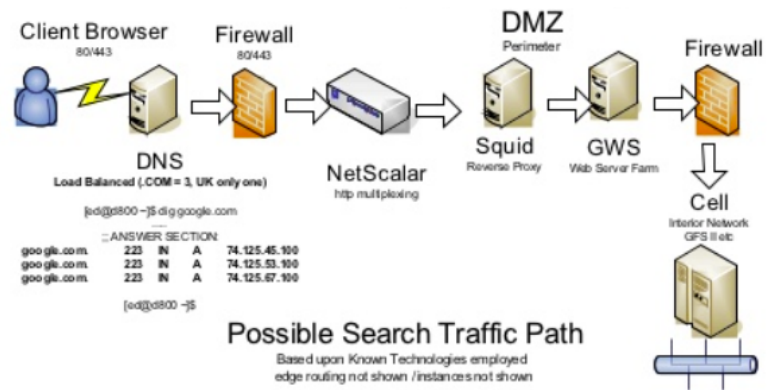 Client Browser
80/443
Firewall
80/443
DMZ
Perimeter
Firewall
DNS
Load Balanced (.COM = 3, UK only one)
[ed@d800 ~]$ dig google.com
......
;; ANSWER SECTION:
google.com. 223 IN A 74.125.45.100
google.com. 223 IN A 74.125.53.100
google.com. 223 IN A 74.125.67.100
[ed@d800 ~]$
NetScalar
http multiplexing
Squid
Reverse Proxy
GWS
Web Server Farm
Cell
Interior Network
GFS II etc
Possible Search Traffic Path
Based upon Known Technologies employed
edge routing not shown / instances not shown